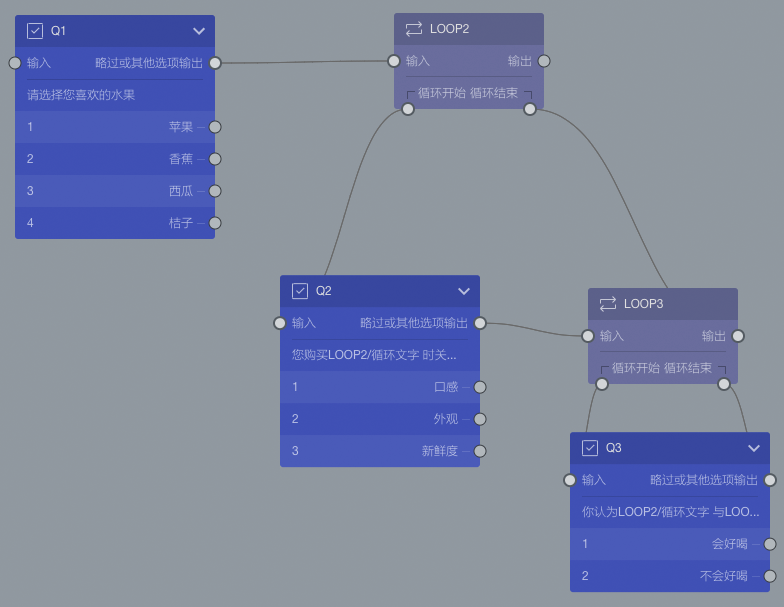 Q1
输入 略过或其他选项输出
请选择您喜欢的水果
1 苹果
2 香蕉
3 西瓜
4 桔子
LOOP2
输入 输出
循环开始 循环结束
Q2
输入 略过或其他选项输出
您购买LOOP2/循环文字 时关...
1 口感
2 外观
3 新鲜度
LOOP3
输入 输出
循环开始 循环结束
Q3
输入 略过或其他选项输出
你认为LOOP2/循环文字 与LOO...
1 会好喝
2 不会好喝